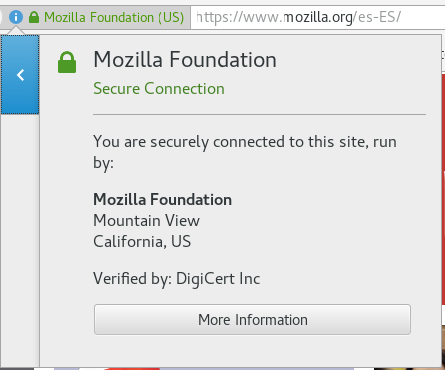 Mozilla Foundation (US) https://www.mozilla.org/es-ES/
Mozilla Foundation
Secure Connection
You are securely connected to this site, run
by:
Mozilla Foundation
Mountain View
California, US
Verified by: DigiCert Inc
More Information